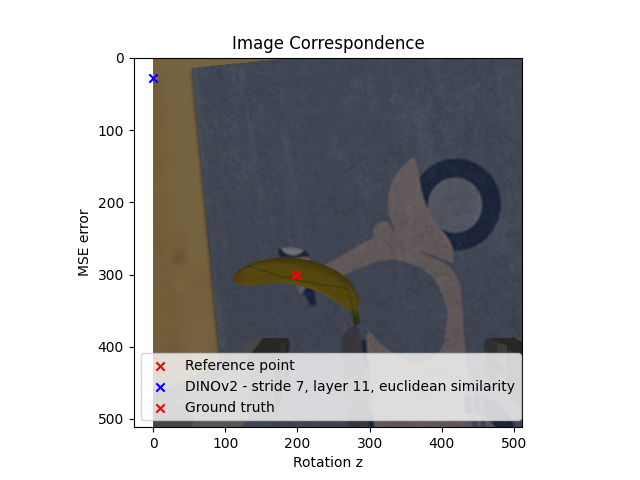 Image Correspondence
MSE error
0
100
200
300
400
500
Reference point
DINOv2 - stride 7, layer 11, euclidean similarity
Ground truth
0 100 200 300 400 500
Rotation z